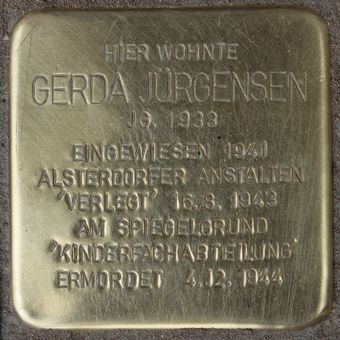 HIER WOHNTE
GERDA JÜRGENSEN
JG. 1933
EINGEWIESEN 1941
ALSTERDORFER ANSTALTEN
'VERLEGT' 16.8.1943
AM SPIEGELGRUND
'KINDERFACHABTEILUNG'
ERMORDET 4.12.1944